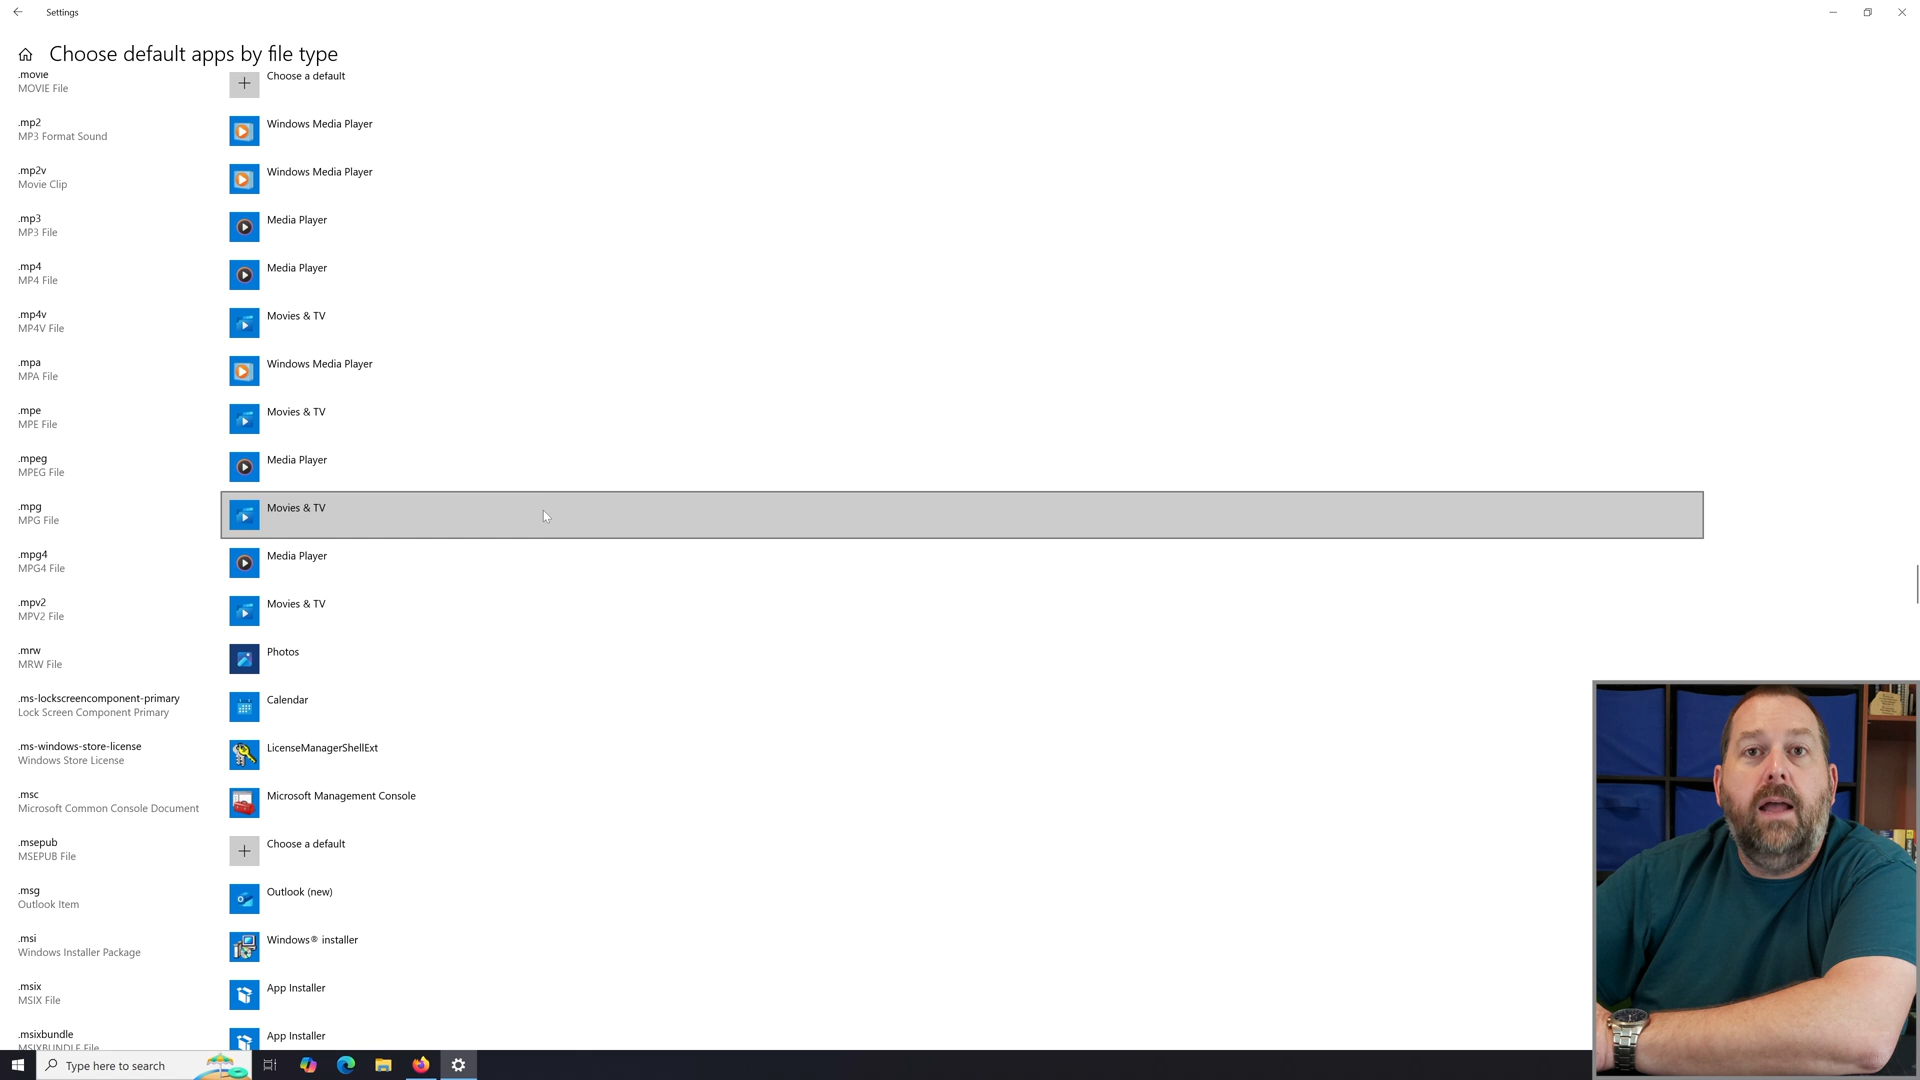 Settings
Choose default apps by file type
.movie
MOVIE File
Choose a default
.mp2
MP3 Format Sound
Windows Media Player
.mp2v
Movie Clip
Windows Media Player
.mp3
MP3 File
Media Player
.mp4
MP4 File
Media Player
.mp4v
MP4V File
Movies & TV
.mpa
MPA File
Windows Media Player
.mpe
MPE File
Movies & TV
.mpeg
MPEG File
Media Player
.mpg
MPG File
Movies & TV
.mpg4
MPG4 File
Media Player
.mpv2
MPV2 File
Movies & TV
.mrw
MRW File
Photos
.ms-lockscreencomponent-primary
Lock Screen Component Primary
Calendar
.ms-windows-store-license
Windows Store License
LicenseManagerShellExt
.msc
Microsoft Common Console Document
Microsoft Management Console
.msepub
MSEPUB File
Choose a default
.msg
Outlook Item
Outlook (new)
.msi
Windows Installer Package
Windows® installer
.msix
MSIX File
App Installer
.msixbundle
MSIXBUNDLE File
App Installer
Type here to search